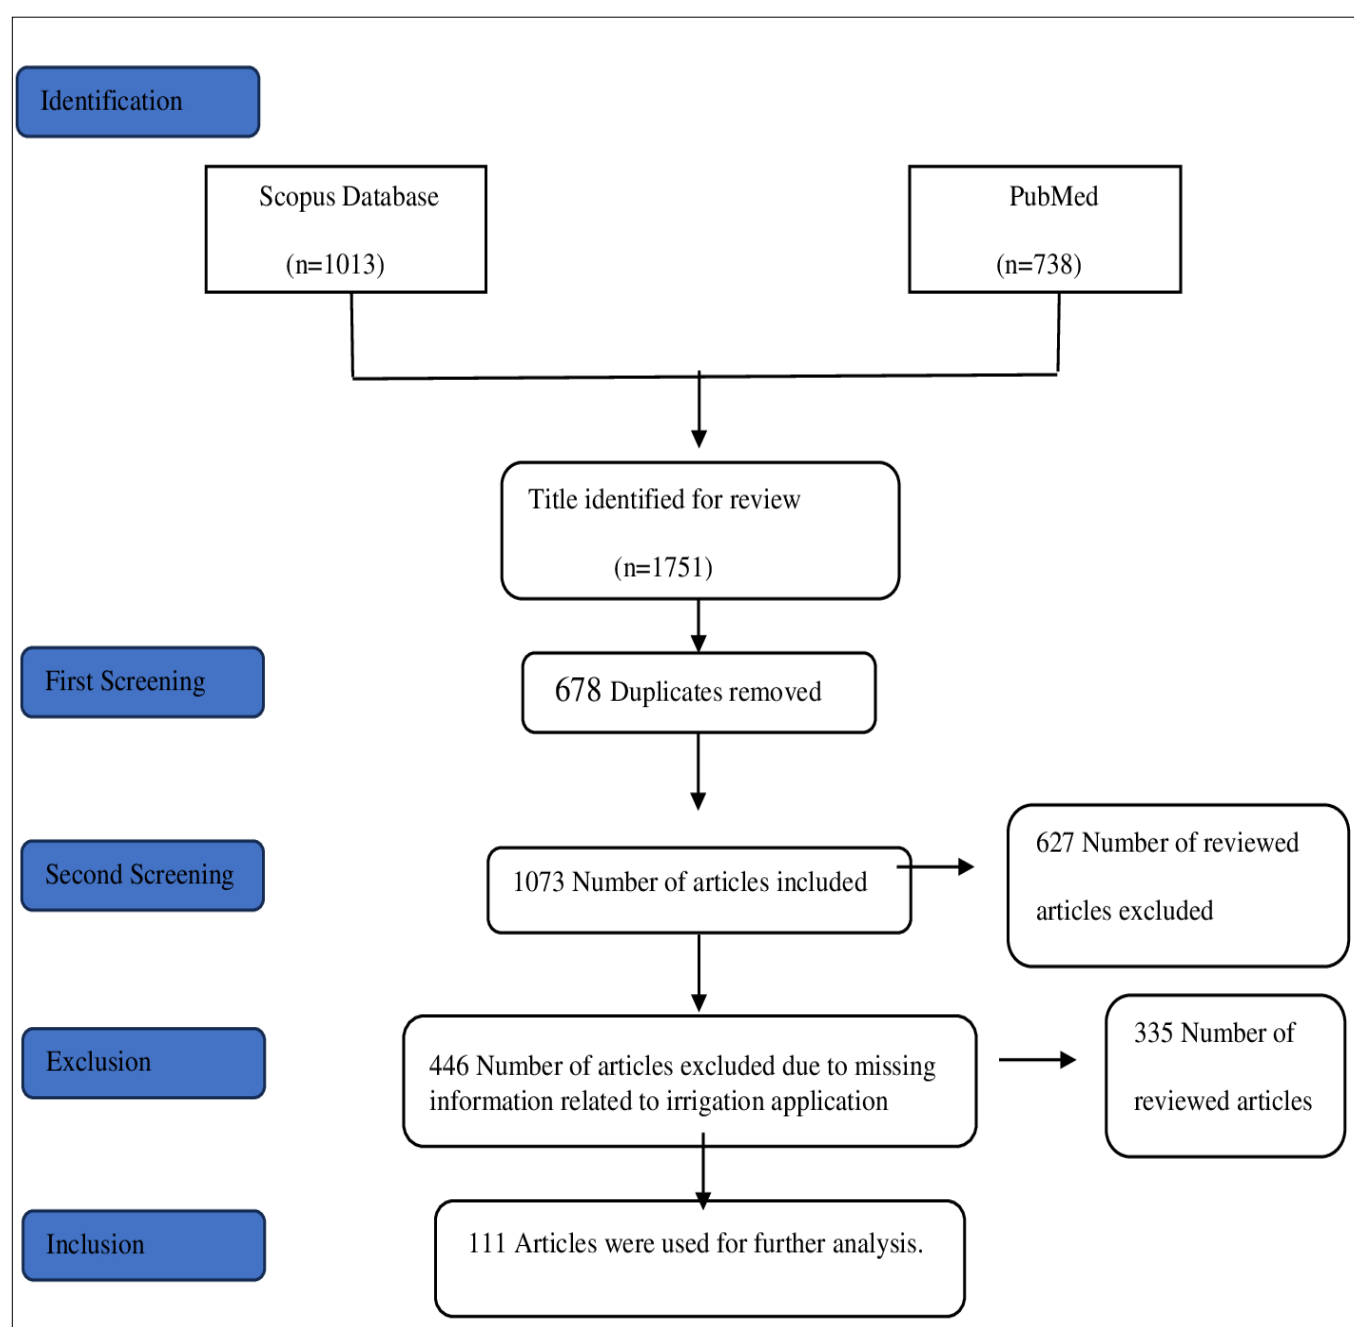 Identification
Scopus Database
(n=1013)
PubMed
(n=738)
Title identified for review
(n=1751)
First Screening
678 Duplicates removed
Second Screening
1073 Number of articles included
627 Number of reviewed
articles excluded
Exclusion
446 Number of articles excluded due to missing
information related to irrigation application
335 Number of
reviewed articles
Inclusion
111 Articles were used for further analysis.